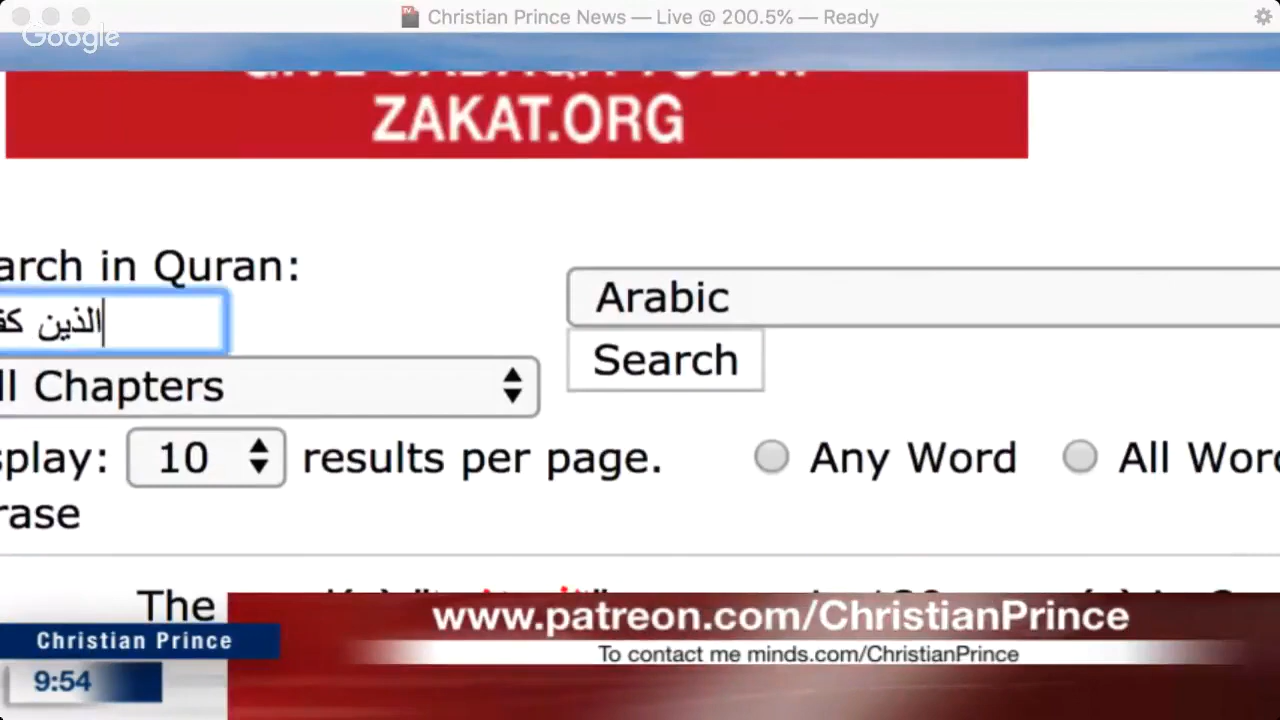 Christian Prince News — Live @ 200.5% — Ready
Google
ZAKAT.ORG
arch in Quran:
الذين كف
Arabic
Search
ll Chapters
splay: 10 results per page. Any Word All Word
rase
The
www.patreon.com/ChristianPrince
Christian Prince
To contact me minds.com/ChristianPrince
9:54